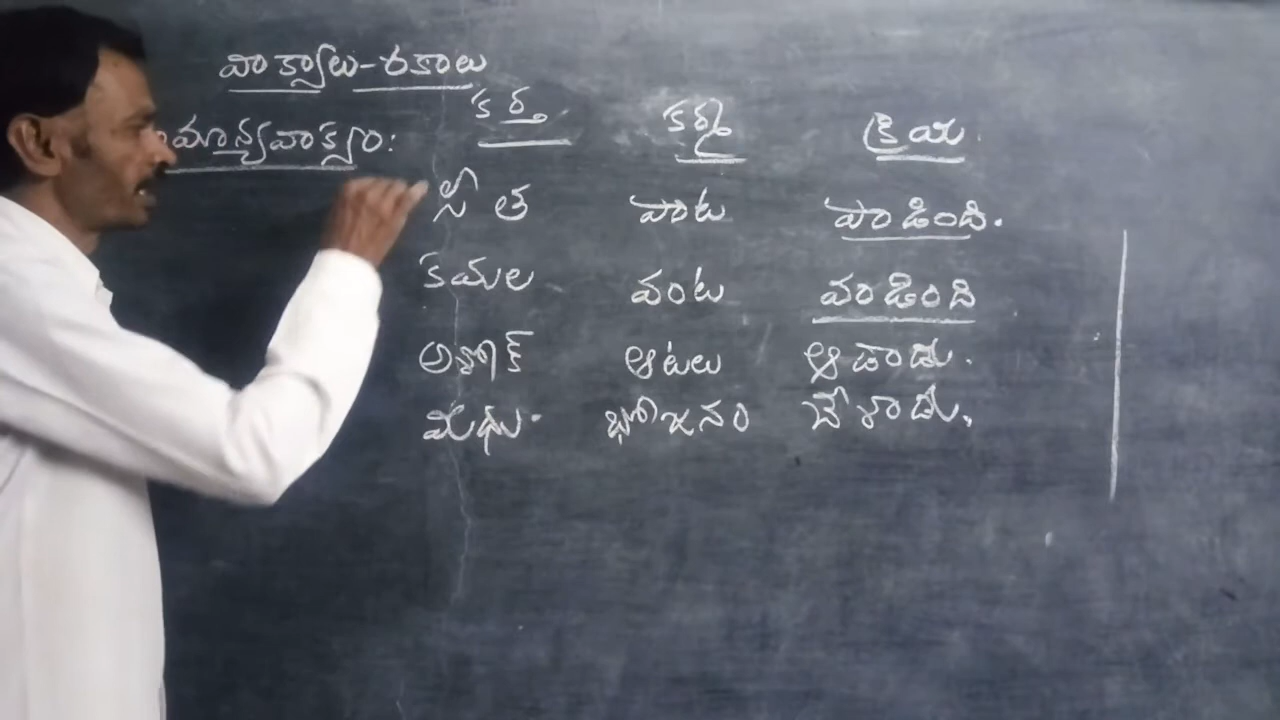 వాక్యాలు-రకాలు
కర్త కర్మ క్రియ.
మాన్యవాక్యం:
సీత పాట పాడింది.
కమల వంట వండింది
అశోక్ ఆటలు ఆడాడు.
మధు. భోజనం చేశాడు.